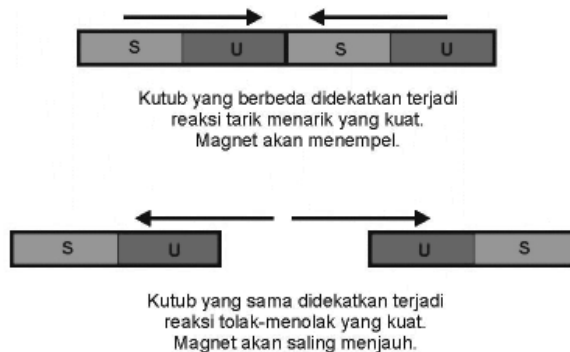 S U S U
Kutub yang berbeda didekatkan terjadi
reaksi tarik menarik yang kuat.
Magnet akan menempel.
S U U S
Kutub yang sama didekatkan terjadi
reaksi tolak-menolak yang kuat.
Magnet akan saling menjauh.